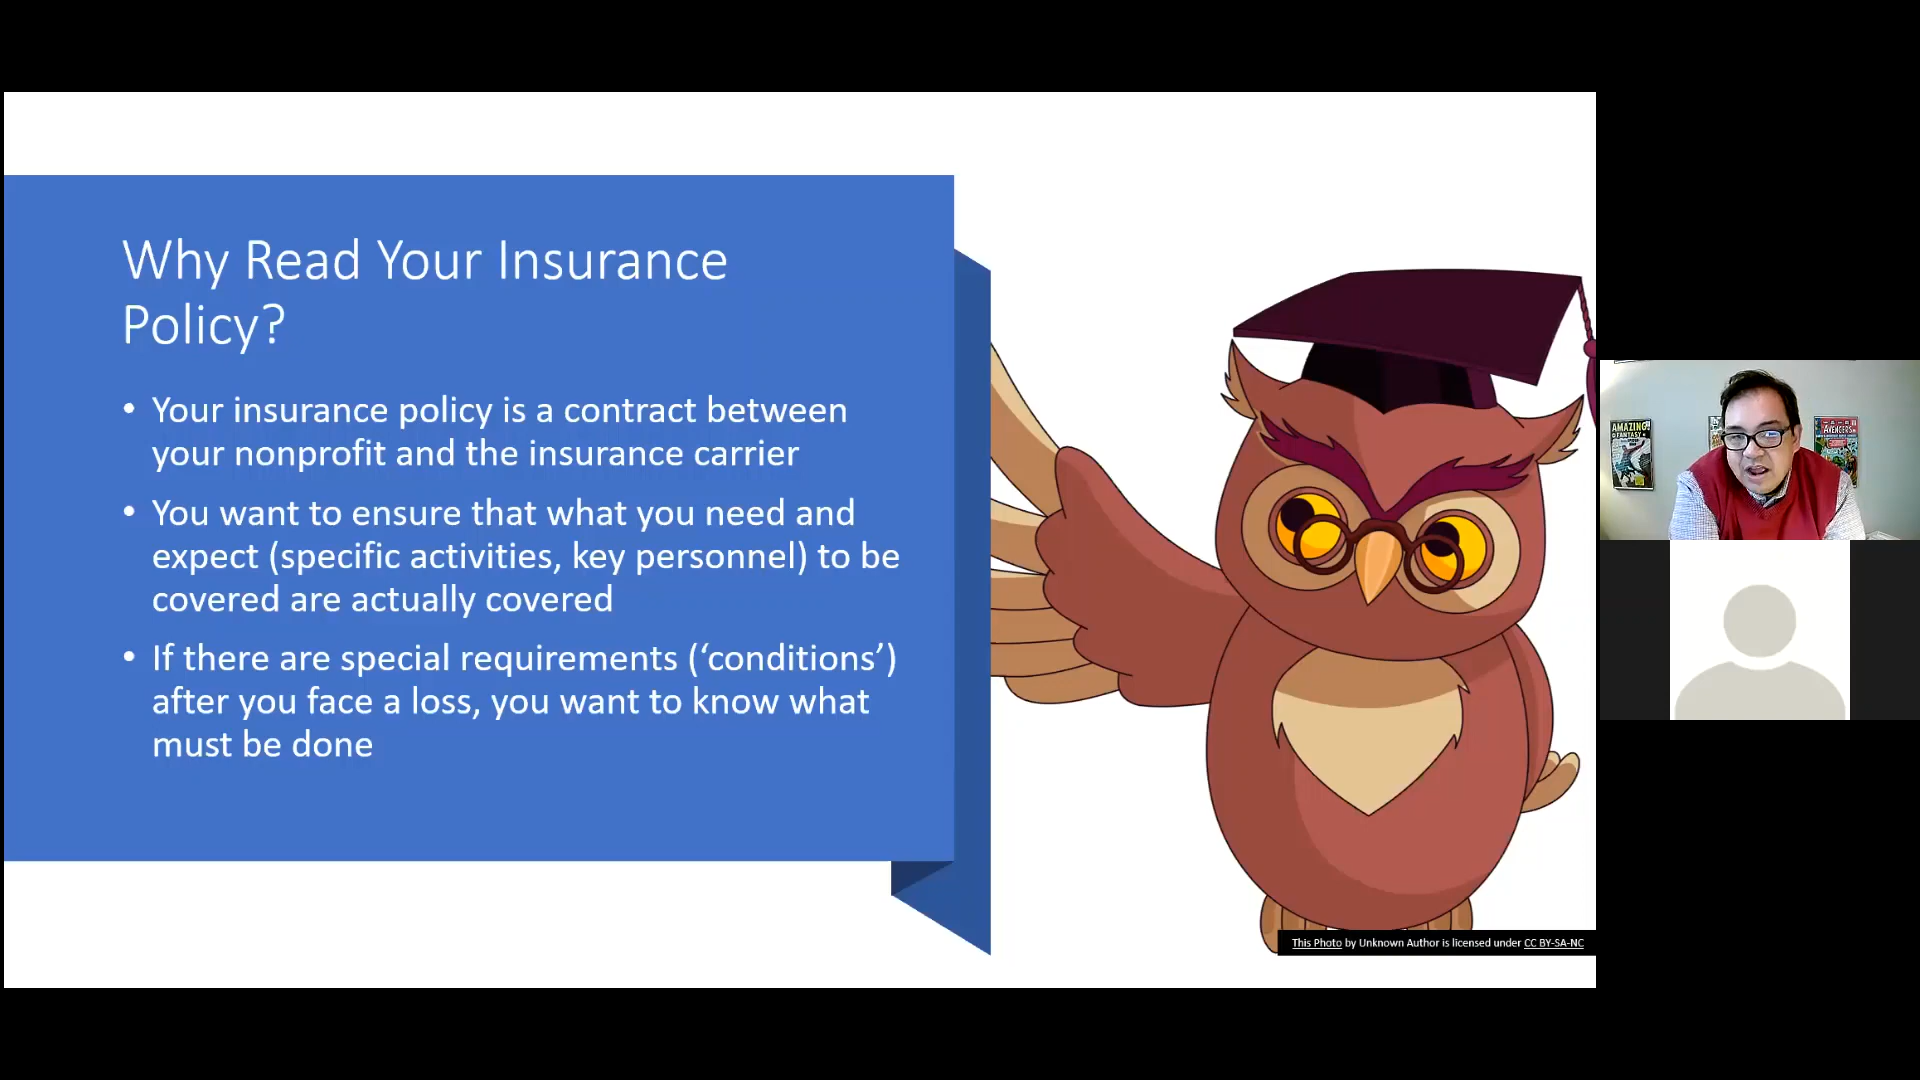 Why Read Your Insurance
Policy?
• Your insurance policy is a contract between
your nonprofit and the insurance carrier
• You want to ensure that what you need and
expect (specific activities, key personnel) to be
covered are actually covered
• If there are special requirements (‘conditions’)
after you face a loss, you want to know what
must be done
This Photo by Unknown Author is licensed under CC BY-SA-NC
AMAZING
FANTASY
AVENGERS